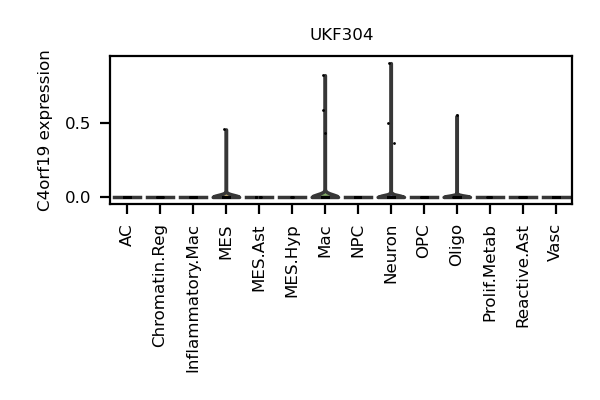 UKF304
C4orf19 expression
0.5
0.0
AC
Chromatin.Reg
Inflammatory.Mac
MES
MES.Ast
MES.Hyp
Mac
NPC
Neuron
OPC
Oligo
Prolif.Metab
Reactive.Ast
Vasc